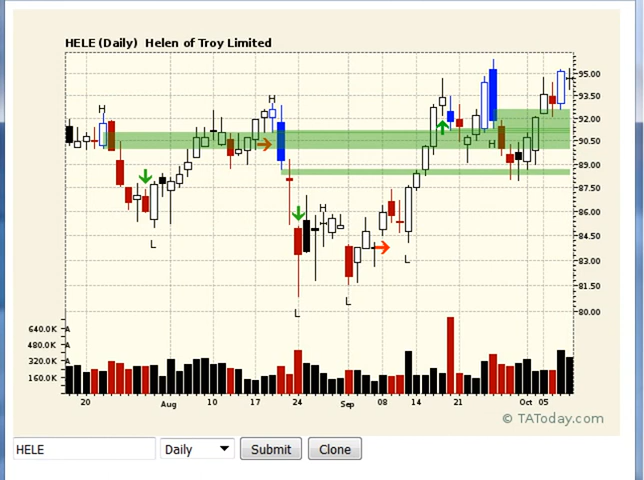 HELE (Daily) Helen of Troy Limited
H
H
H
H
L
L
L
L
95.00
93.50
92.00
90.50
89.00
87.50
86.00
84.50
83.00
81.50
80.00
640.0K A
480.0K A
320.0K A
160.0K
20 Aug 10 17 24 Sep 08 14 21 Oct 05
© TAToday.com
HELE Daily Submit Clone